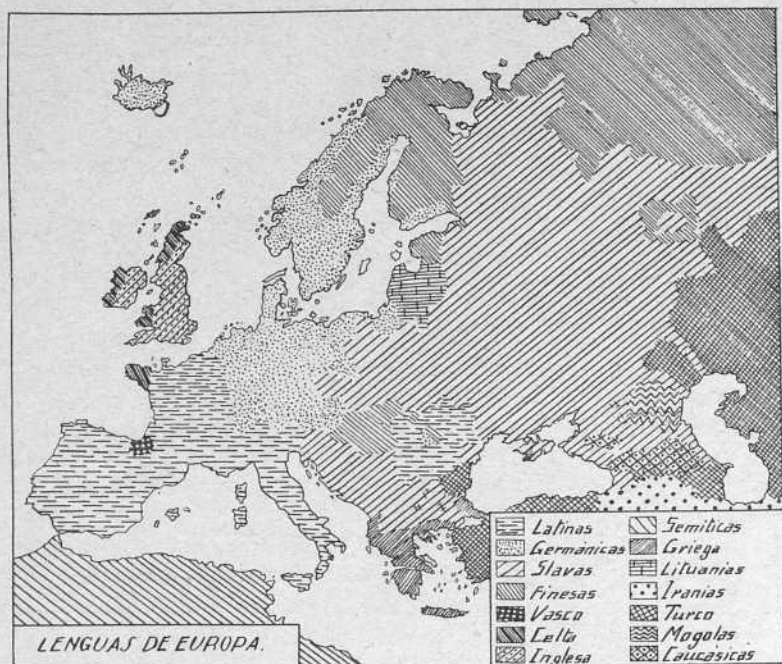 LENGUAS DE EUROPA.
Latinas
Germánicas
Slavas
Finesas
Vasco
Celta
Inglesa
Semíticas
Griega
Lituanias
Iranias
Turco
Mogolas
Caucásicas